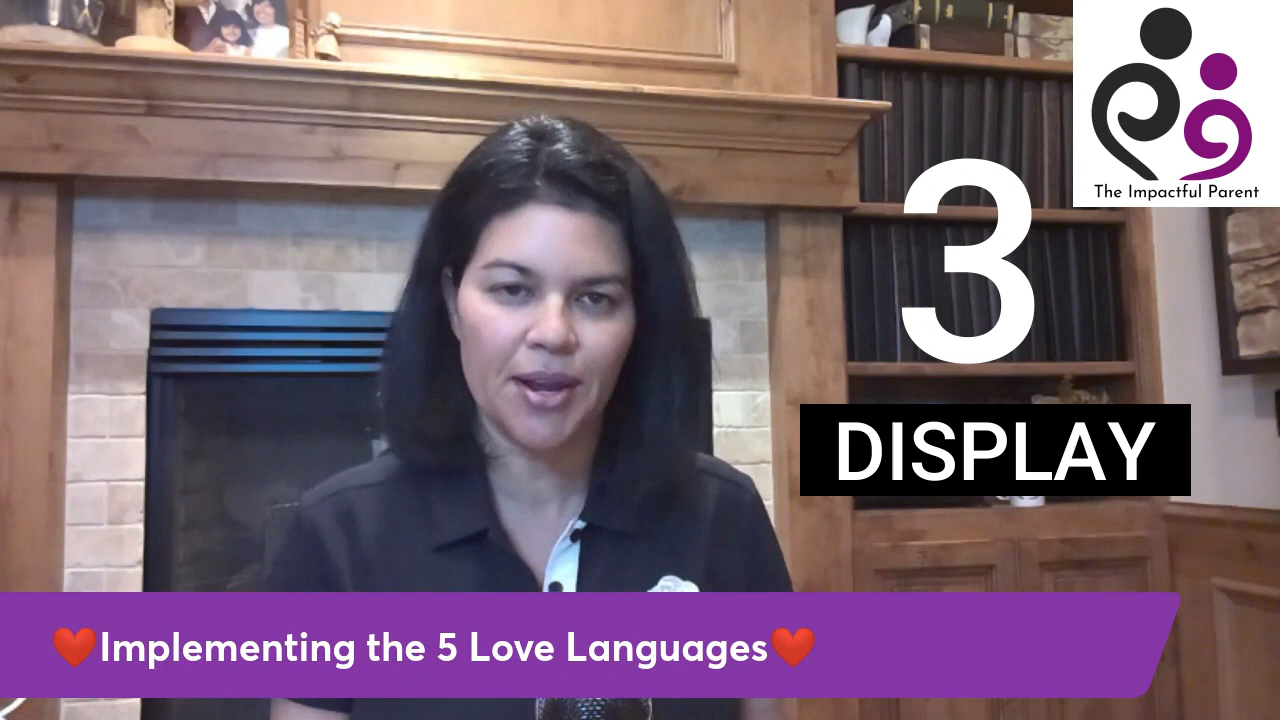 The Impactful Parent
3
DISPLAY
❤️Implementing the 5 Love Languages❤️